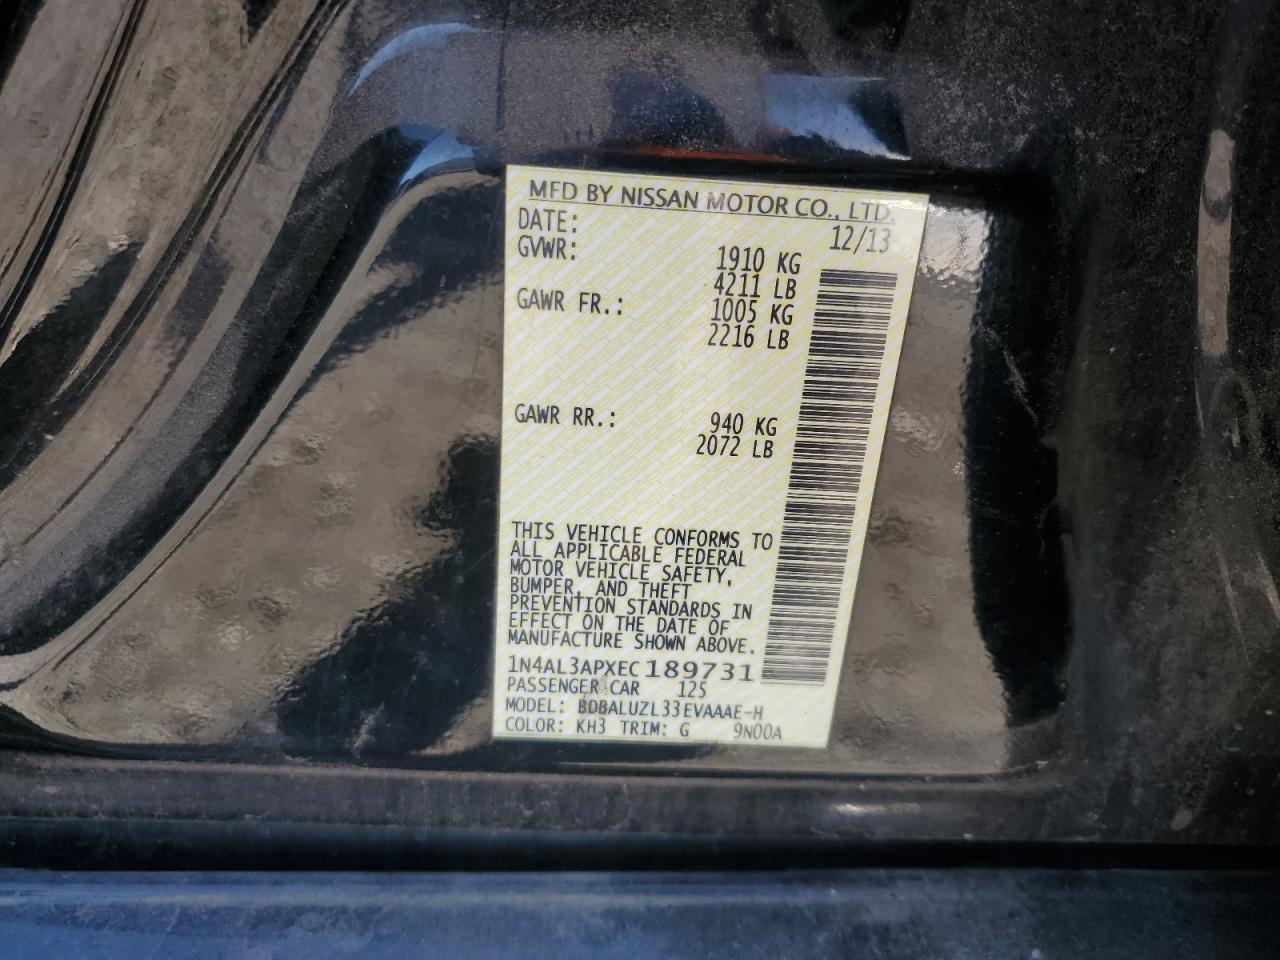 MFD BY NISSAN MOTOR CO., LTD.
DATE: 12/13
GVWR: 1910 KG
4211 LB
GAWR FR.: 1005 KG
2216 LB
GAWR RR.: 940 KG
2072 LB
THIS VEHICLE CONFORMS TO
ALL APPLICABLE FEDERAL
MOTOR VEHICLE SAFETY,
BUMPER, AND THEFT
PREVENTION STANDARDS IN
EFFECT ON THE DATE OF
MANUFACTURE SHOWN ABOVE.
1N4AL3APXEC189731
PASSENGER CAR 125
MODEL: BDBALUZL33EVAAAE-H
COLOR: KH3 TRIM: G 9N00A